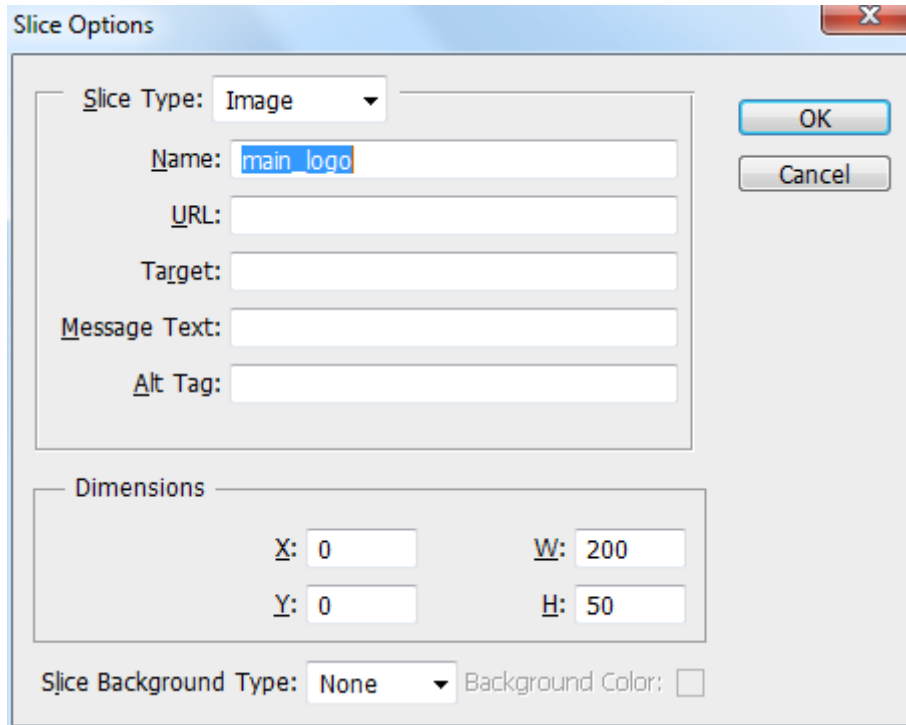 Slice Options
Slice Type: Image
OK
Name: main_logo
Cancel
URL:
Target:
Message Text:
Alt Tag:
Dimensions
X: 0 W: 200
Y: 0 H: 50
Slice Background Type: None Background Color: